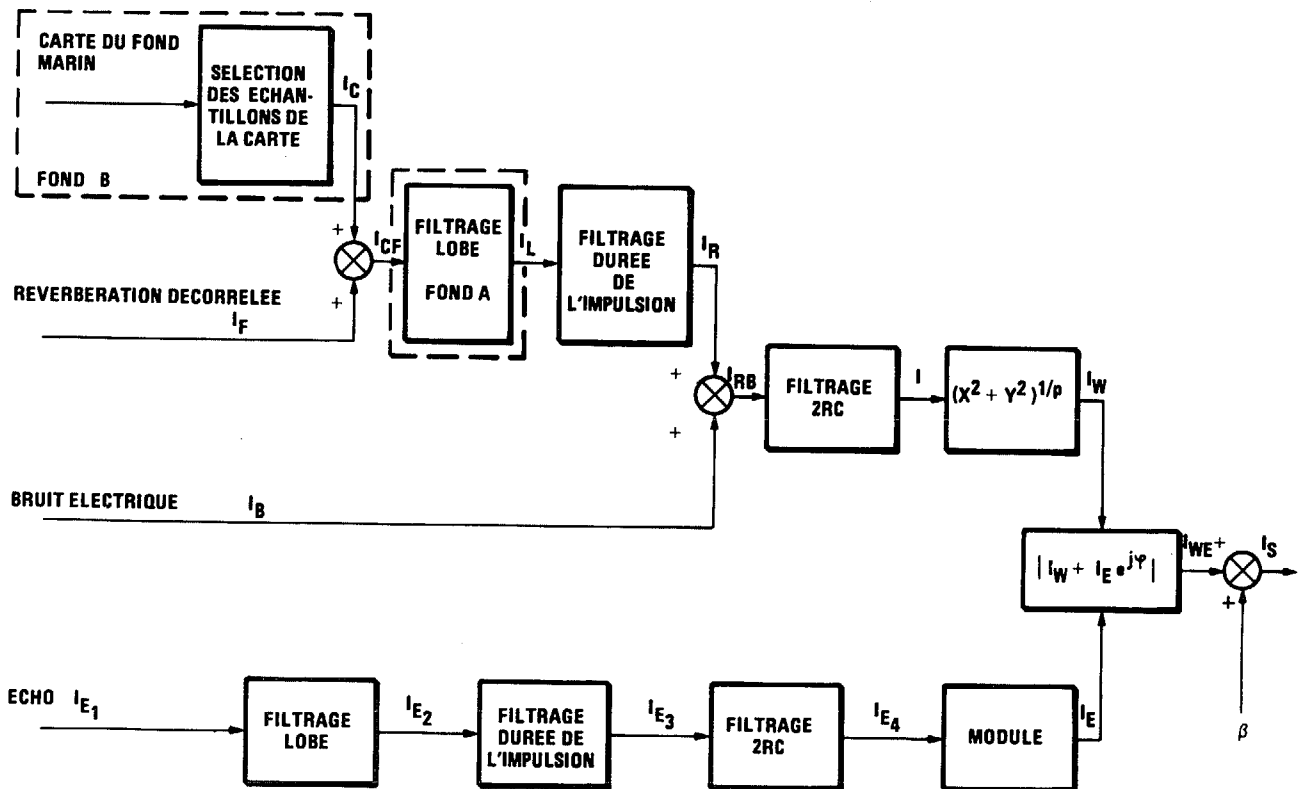 CARTE DU FOND
MARIN
SELECTION
DES ECHAN-
TILLONS DE
LA CARTE
I_C
FOND B
+
I_CF
+
FILTRAGE
LOBE
FOND A
I_L
FILTRAGE
DUREE
DE
L'IMPULSION
I_R
REVERBERATION DECORRELEE
I_F
+
I_RB
+
FILTRAGE
2RC
I
(X² + Y²)^1/p
I_W
BRUIT ELECTRIQUE I_B
|I_W + I_E e^jφ|
I_WE +
I_S
+
β
ECHO I_E1
FILTRAGE
LOBE
I_E2
FILTRAGE
DUREE DE
L'IMPULSION
I_E3
FILTRAGE
2RC
I_E4
MODULE
I_E